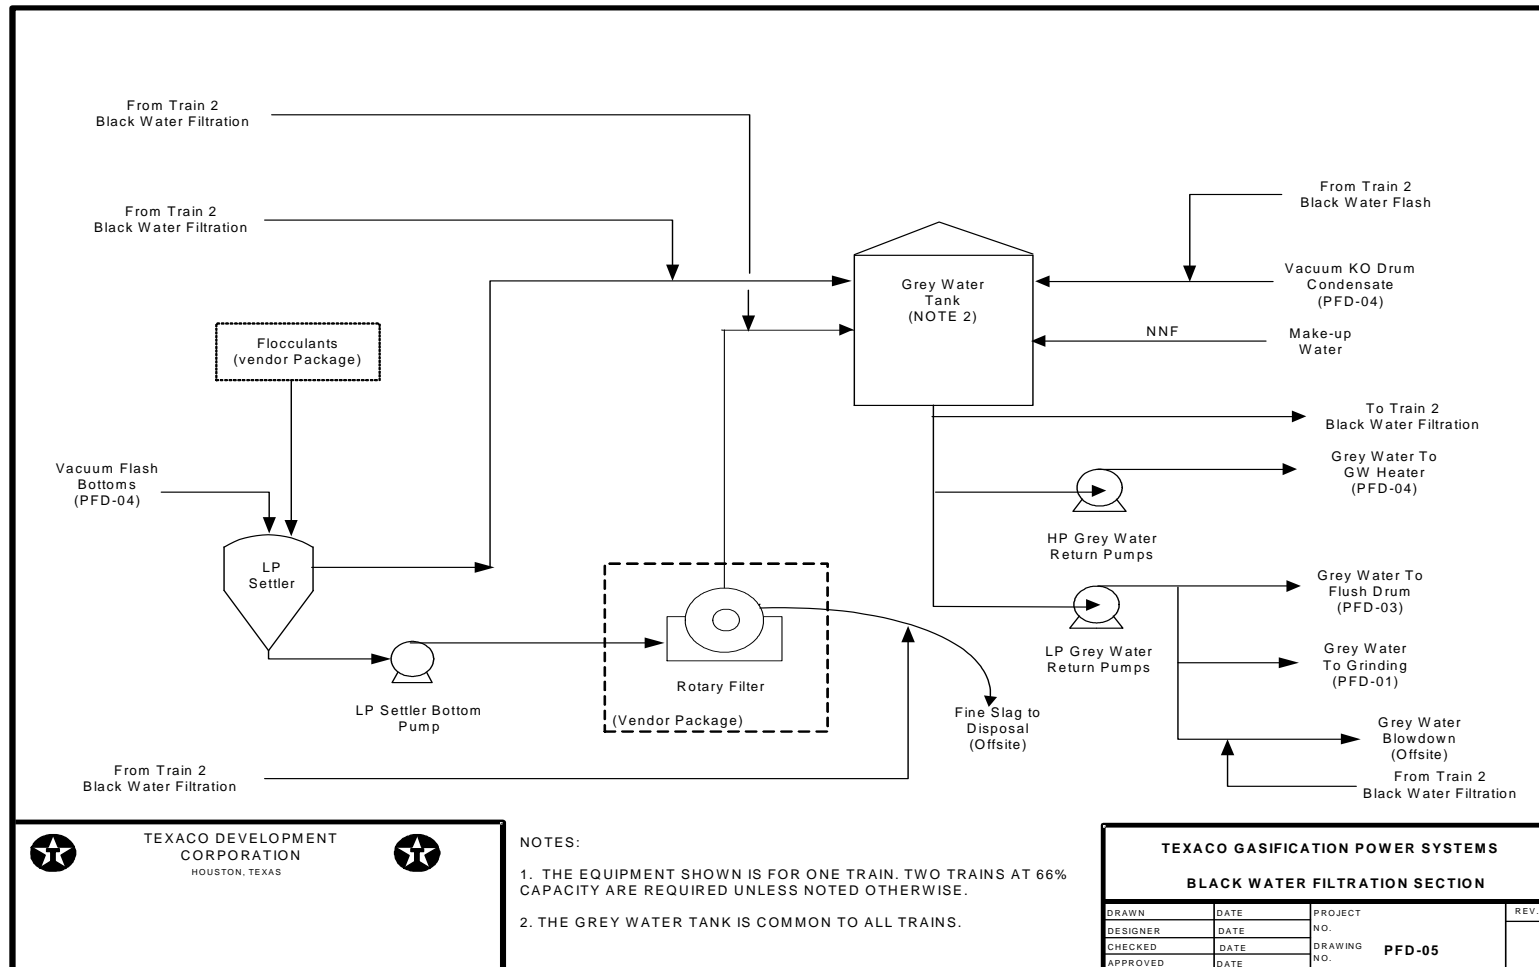 From Train 2
Black Water Filtration
From Train 2
Black Water Filtration
From Train 2
Black Water Flash
Vacuum KO Drum
Condensate
(PFD-04)
Grey Water
Tank
(NOTE 2)
NNF
Make-up
Water
Flocculants
(vendor Package)
To Train 2
Black Water Filtration
Vacuum Flash
Bottoms
(PFD-04)
Grey Water To
GW Heater
(PFD-04)
HP Grey Water
Return Pumps
LP
Settler
Grey Water To
Flush Drum
(PFD-03)
LP Grey Water
Return Pumps
Grey Water
To Grinding
(PFD-01)
Rotary Filter
(Vendor Package)
LP Settler Bottom
Pump
Fine Slag to
Disposal
(Offsite)
Grey Water
Blowdown
(Offsite)
From Train 2
Black Water Filtration
From Train 2
Black Water Filtration
TEXACO DEVELOPMENT
CORPORATION
HOUSTON, TEXAS
NOTES:
1. THE EQUIPMENT SHOWN IS FOR ONE TRAIN. TWO TRAINS AT 66%
CAPACITY ARE REQUIRED UNLESS NOTED OTHERWISE.
2. THE GREY WATER TANK IS COMMON TO ALL TRAINS.
TEXACO GASIFICATION POWER SYSTEMS
BLACK WATER FILTRATION SECTION
DRAWN DATE
DESIGNER DATE
CHECKED DATE
APPROVED DATE
PROJECT
NO.
DRAWING
NO.
PFD-05
REV.